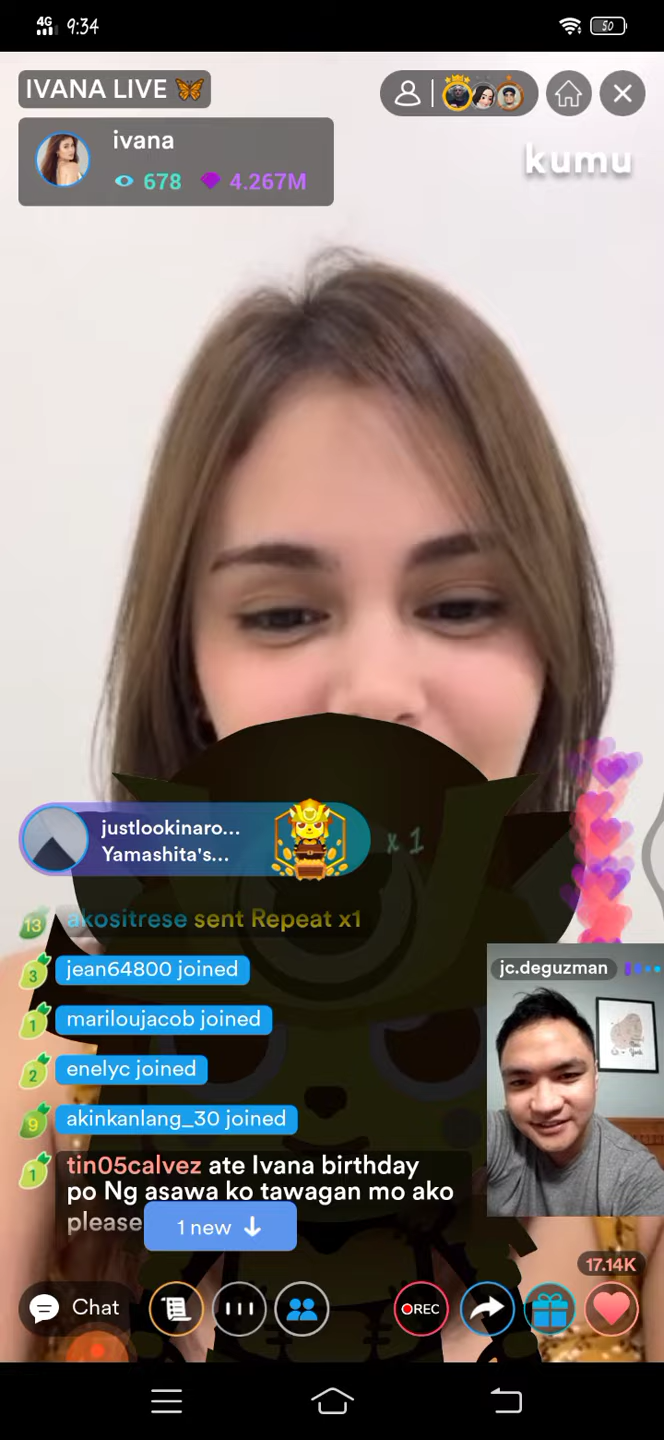 4G 9:34 50
IVANA LIVE
ivana
678 4.267M
kumu
justlookinaro...
Yamashita's...
x 1
13 akositrese sent Repeat x1
3 jean64800 joined
1 mariloujacob joined
2 enelyc joined
9 akinkanlang_30 joined
1 tin05calvez ate Ivana birthday
po Ng asawa ko tawagan mo ako
please
1 new
jc.deguzman
17.14K
Chat
REC